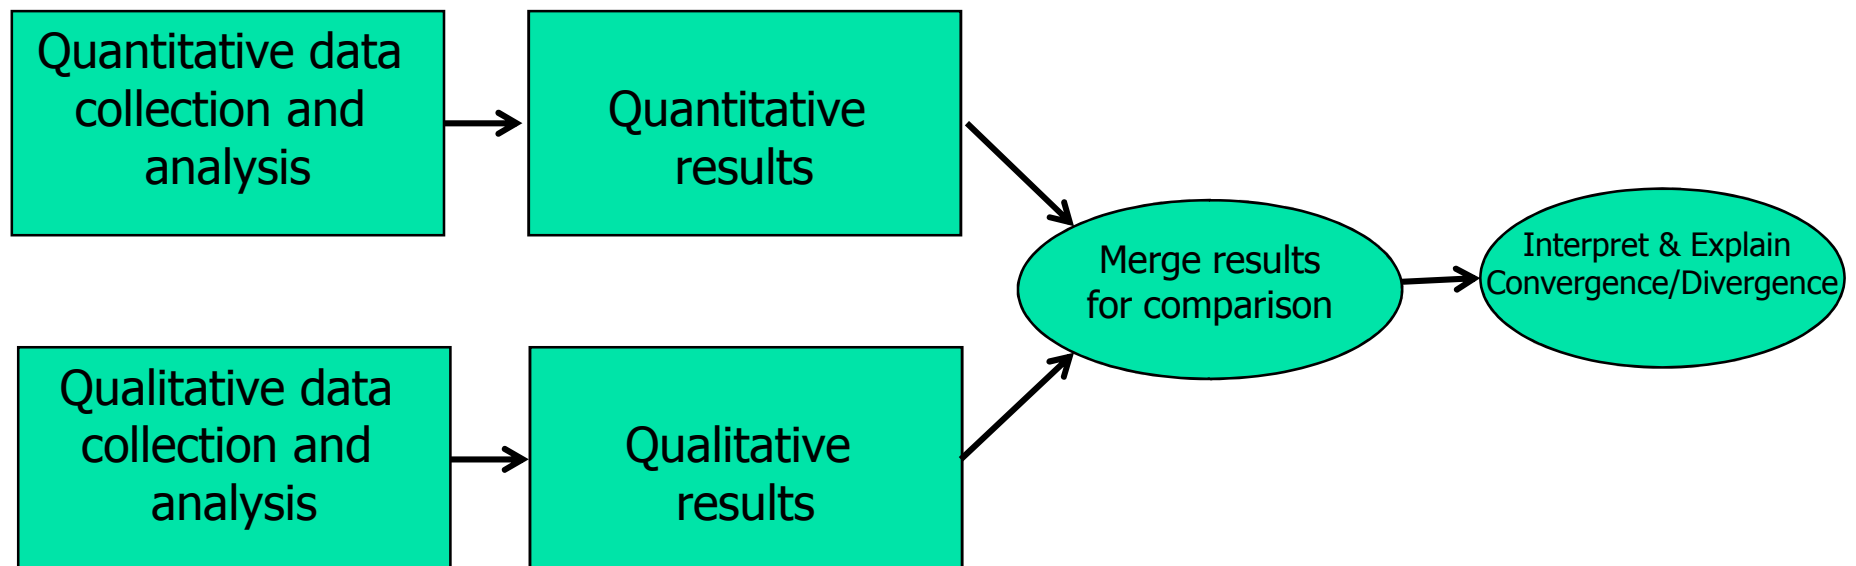 Quantitative data
collection and
analysis
Quantitative
results
Qualitative data
collection and
analysis
Qualitative
results
Merge results
for comparison
Interpret & Explain
Convergence/Divergence